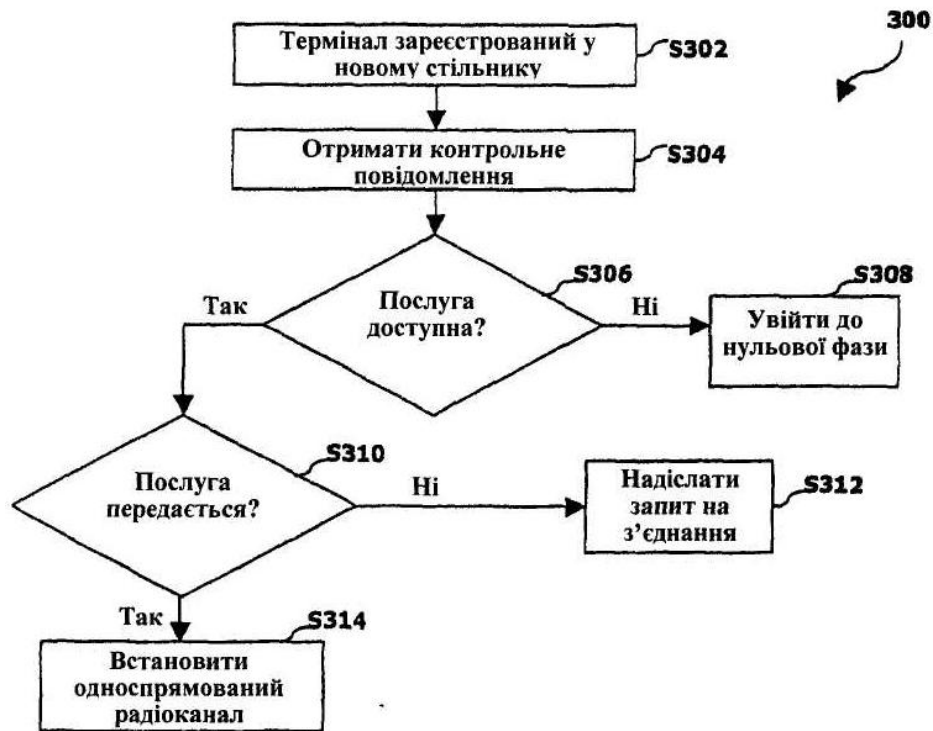 300
Термінал зареєстрований у
новому стільнику
S302
Отримати контрольне
повідомлення
S304
S306
Послуга
доступна?
Так
Ні
S308
Увійти до
нульової фази
S310
Послуга
передається?
Ні
S312
Надіслати
запит на
з’єднання
Так
S314
Встановити
односпрямований
радіоканал